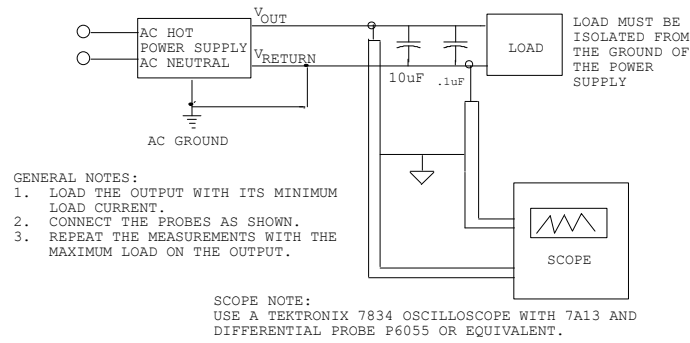 V OUT
AC HOT
POWER SUPPLY
AC NEUTRAL
V RETURN
10uF
.1uF
LOAD
LOAD MUST BE
ISOLATED FROM
THE GROUND OF
THE POWER
SUPPLY
AC GROUND
GENERAL NOTES:
1. LOAD THE OUTPUT WITH ITS MINIMUM
LOAD CURRENT.
2. CONNECT THE PROBES AS SHOWN.
3. REPEAT THE MEASUREMENTS WITH THE
MAXIMUM LOAD ON THE OUTPUT.
SCOPE
SCOPE NOTE:
USE A TEKTRONIX 7834 OSCILLOSCOPE WITH 7A13 AND
DIFFERENTIAL PROBE P6055 OR EQUIVALENT.